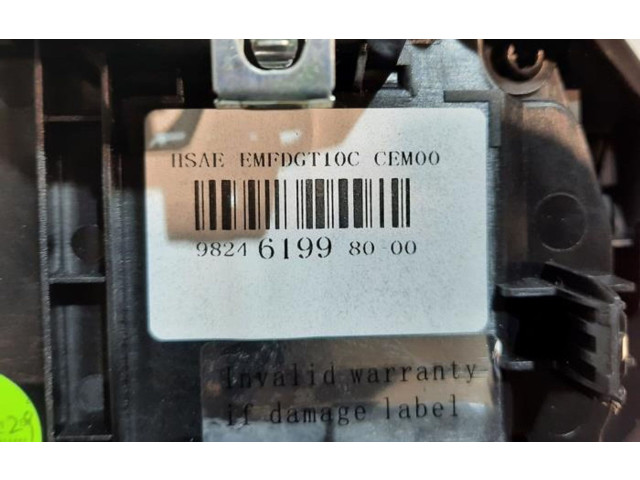 HSAE EMFDGT10C CEM00
9824 6199 80 00
Invalid warranty
if damage label